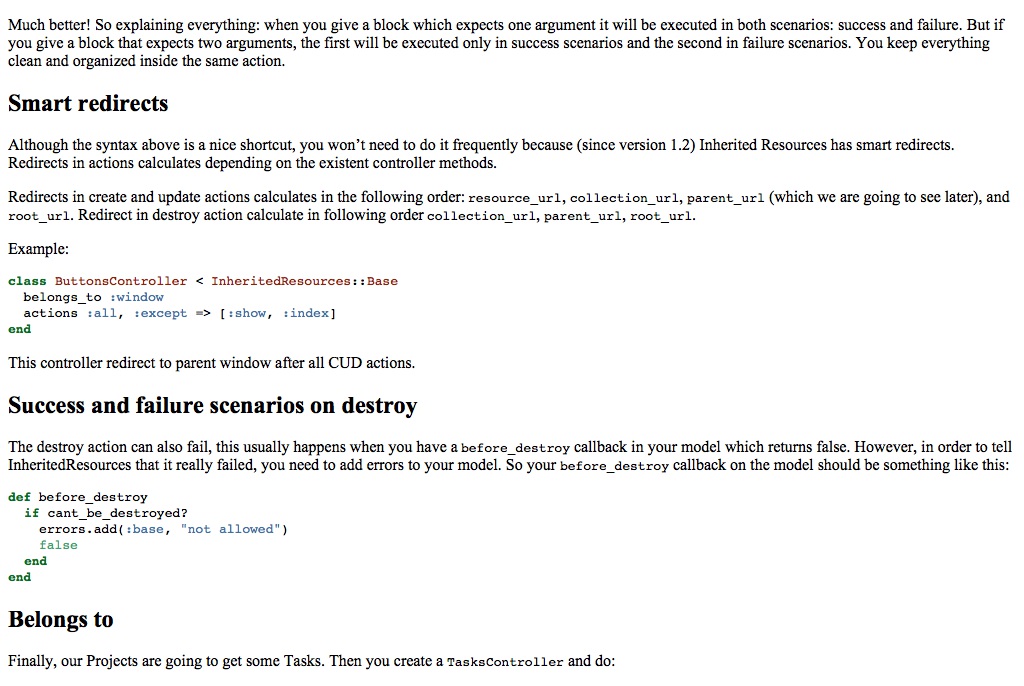 Much better! So explaining everything: when you give a block which expects one argument it will be executed in both scenarios: success and failure. But if
you give a block that expects two arguments, the first will be executed only in success scenarios and the second in failure scenarios. You keep everything
clean and organized inside the same action.
Smart redirects
Although the syntax above is a nice shortcut, you won’t need to do it frequently because (since version 1.2) Inherited Resources has smart redirects.
Redirects in actions calculates depending on the existent controller methods.
Redirects in create and update actions calculates in the following order: resource_url, collection_url, parent_url (which we are going to see later), and
root_url. Redirect in destroy action calculate in following order collection_url, parent_url, root_url.
Example:
class ButtonsController < InheritedResources::Base
  belongs_to :window
  actions :all, :except => [:show, :index]
end
This controller redirect to parent window after all CUD actions.
Success and failure scenarios on destroy
The destroy action can also fail, this usually happens when you have a before_destroy callback in your model which returns false. However, in order to tell
InheritedResources that it really failed, you need to add errors to your model. So your before_destroy callback on the model should be something like this:
def before_destroy
  if cant_be_destroyed?
    errors.add(:base, "not allowed")
    false
  end
end
Belongs to
Finally, our Projects are going to get some Tasks. Then you create a TasksController and do: